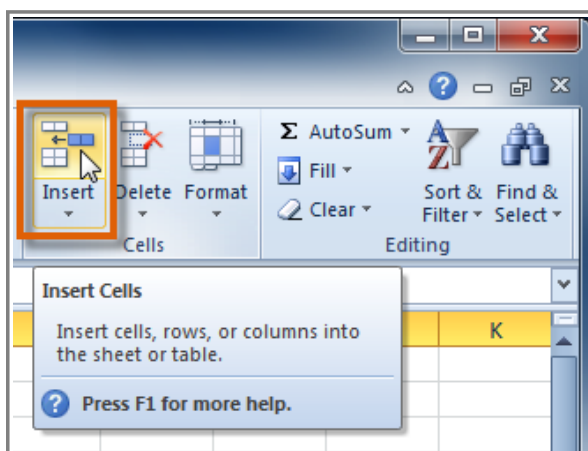 Σ AutoSum
Fill
Clear
Insert Delete Format
Sort & Filter
Find & Select
Cells
Editing
Insert Cells
Insert cells, rows, or columns into
the sheet or table.
Press F1 for more help.
K